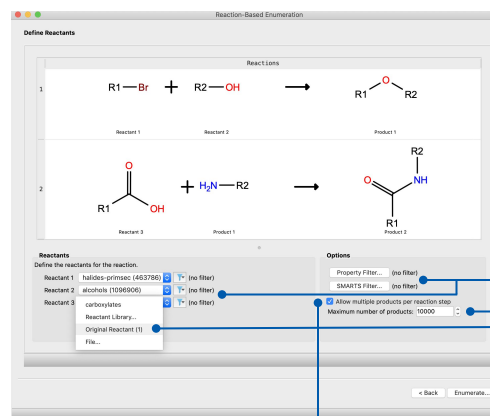 Reaction-Based Enumeration
Define Reactants
Reactions
1
R1—Br + R2—OH → R1 O R2
Reactant 1 Reactant 2 Product 1
2
R1 O OH + H₂N—R2 → O R1 NH R2
Reactant 3 Product 1 Product 2
Reactants
Define the reactants for the reaction.
Reactant 1 halides-primsec (463786) (no filter)
Reactant 2 alcohols (1096906) (no filter)
Reactant 3 (no filter)
carboxylates
Reactant Library...
Original Reactant (1)
File...
Options
Property Filter... (no filter)
SMARTS Filter... (no filter)
Allow multiple products per reaction step
Maximum number of products: 10000
< Back Enumerate...